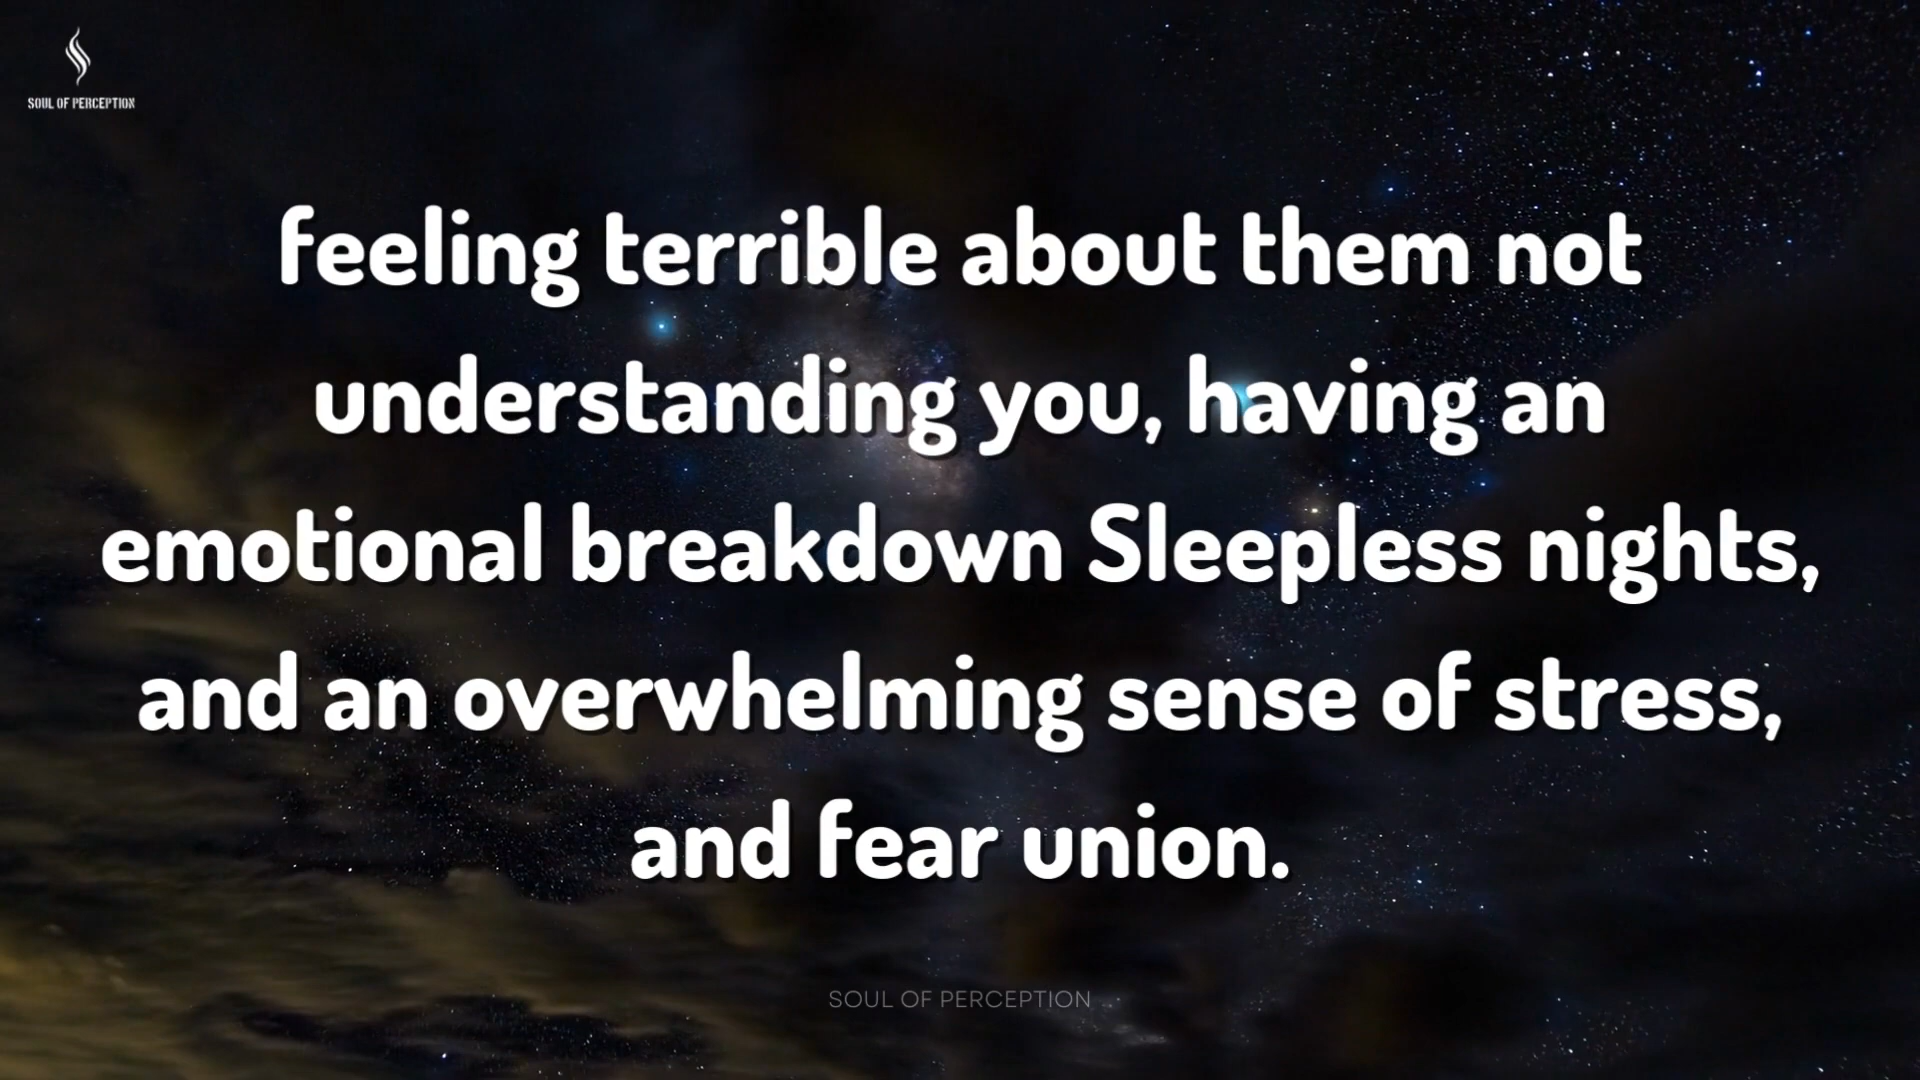 SOUL OF PERCEPTION
feeling terrible about them not
understanding you, having an
emotional breakdown Sleepless nights,
and an overwhelming sense of stress,
and fear union.
SOUL OF PERCEPTION